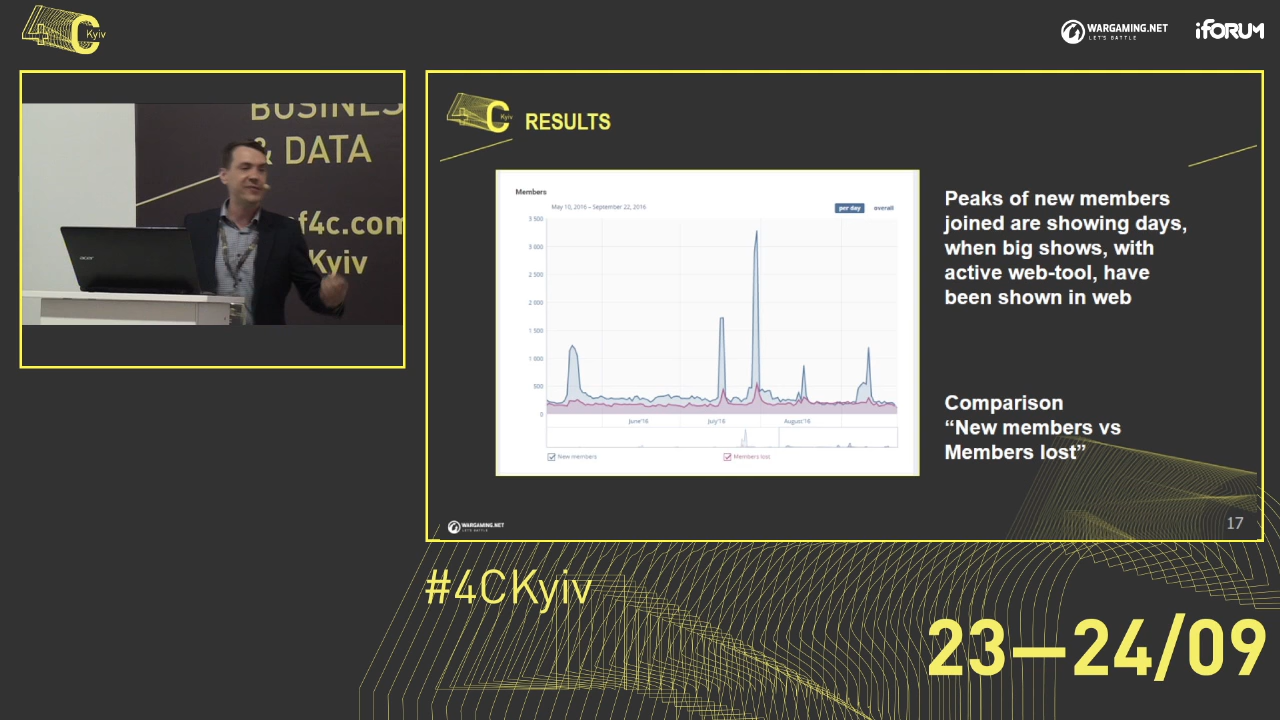 4C Kyiv
WARGAMING.NET
LET'S BATTLE
iFORUM
BUSINES
& DATA
f4c.com
Kyiv
acer
4C Kyiv
RESULTS
Members
May 10, 2016 – September 22, 2016
per day
overall
3 500
3 000
2 500
2 000
1 500
1 000
500
0
June'16
July'16
August'16
New members
Members lost
Peaks of new members
joined are showing days,
when big shows, with
active web-tool, have
been shown in web
Comparison
“New members vs
Members lost”
WARGAMING.NET
LET'S BATTLE
17
#4CKyiv
23—24/09